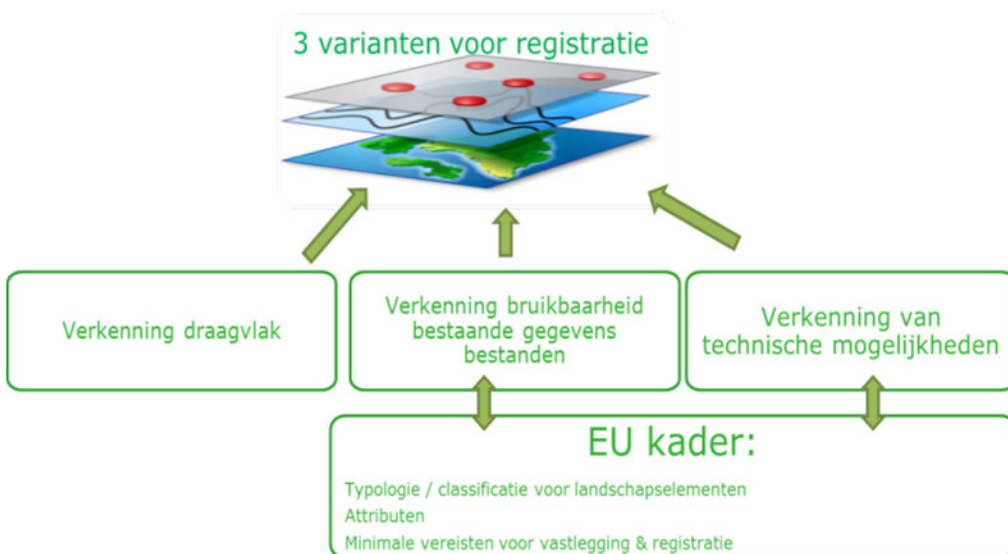 3 varianten voor registratie
Verkenning draagvlak
Verkenning bruikbaarheid
bestaande gegevens
bestanden
Verkenning van
technische mogelijkheden
EU kader:
Typologie / classificatie voor landschapselementen
Attributen
Minimale vereisten voor vastlegging & registratie